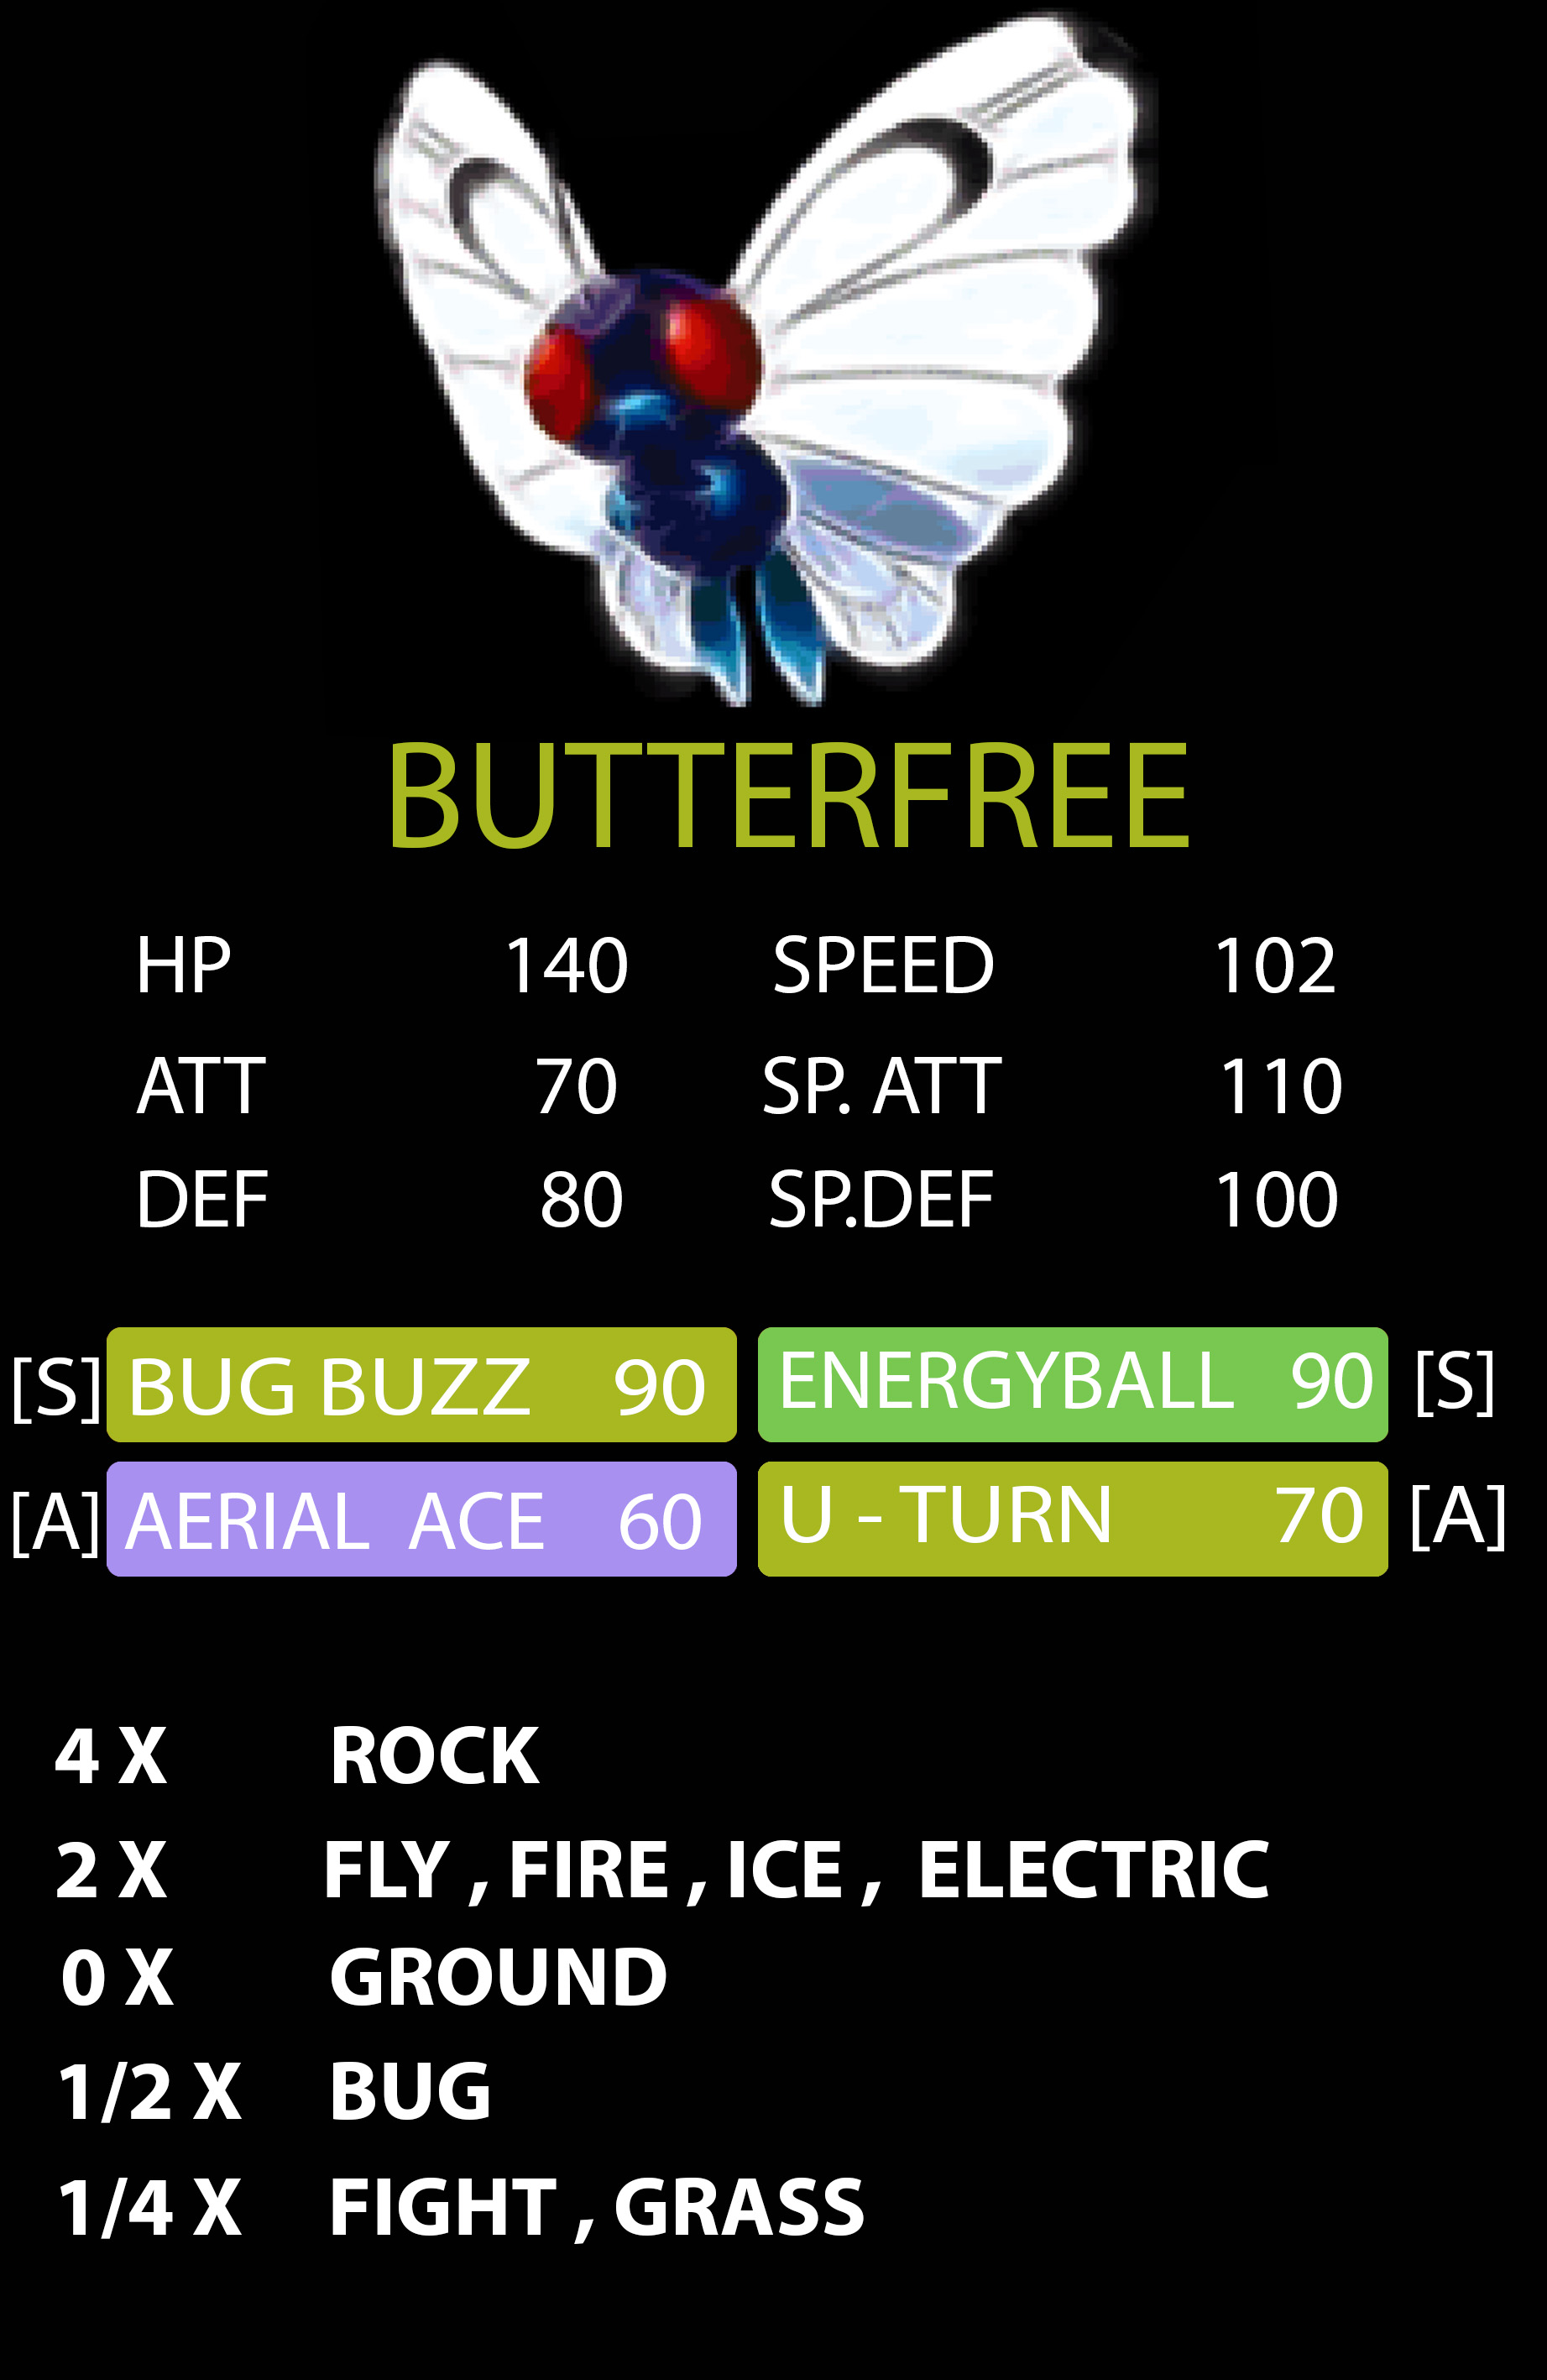 BUTTERFREE
HP 140 SPEED 102
ATT 70 SP. ATT 110
DEF 80 SP.DEF 100
[S] BUG BUZZ 90 ENERGYBALL 90 [S]
[A] AERIAL ACE 60 U - TURN 70 [A]
4 X ROCK
2 X FLY , FIRE , ICE , ELECTRIC
0 X GROUND
1/2 X BUG
1/4 X FIGHT , GRASS